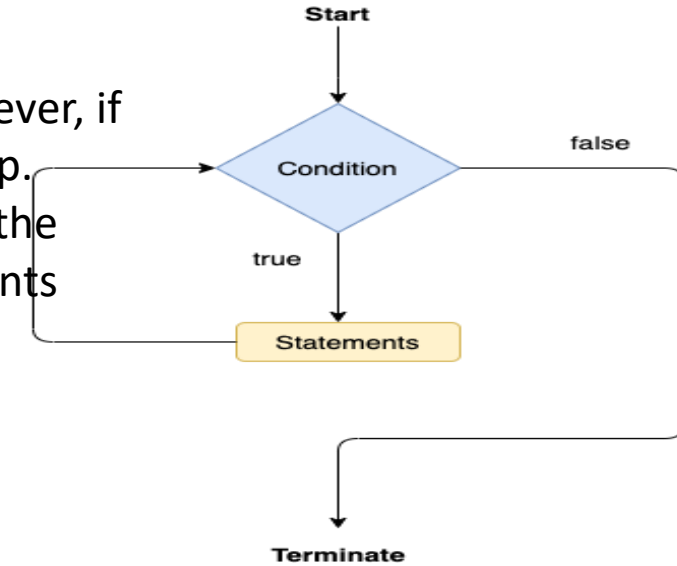 Start
ever, if
p.
the
nts
false
Condition
true
Statements
Terminate